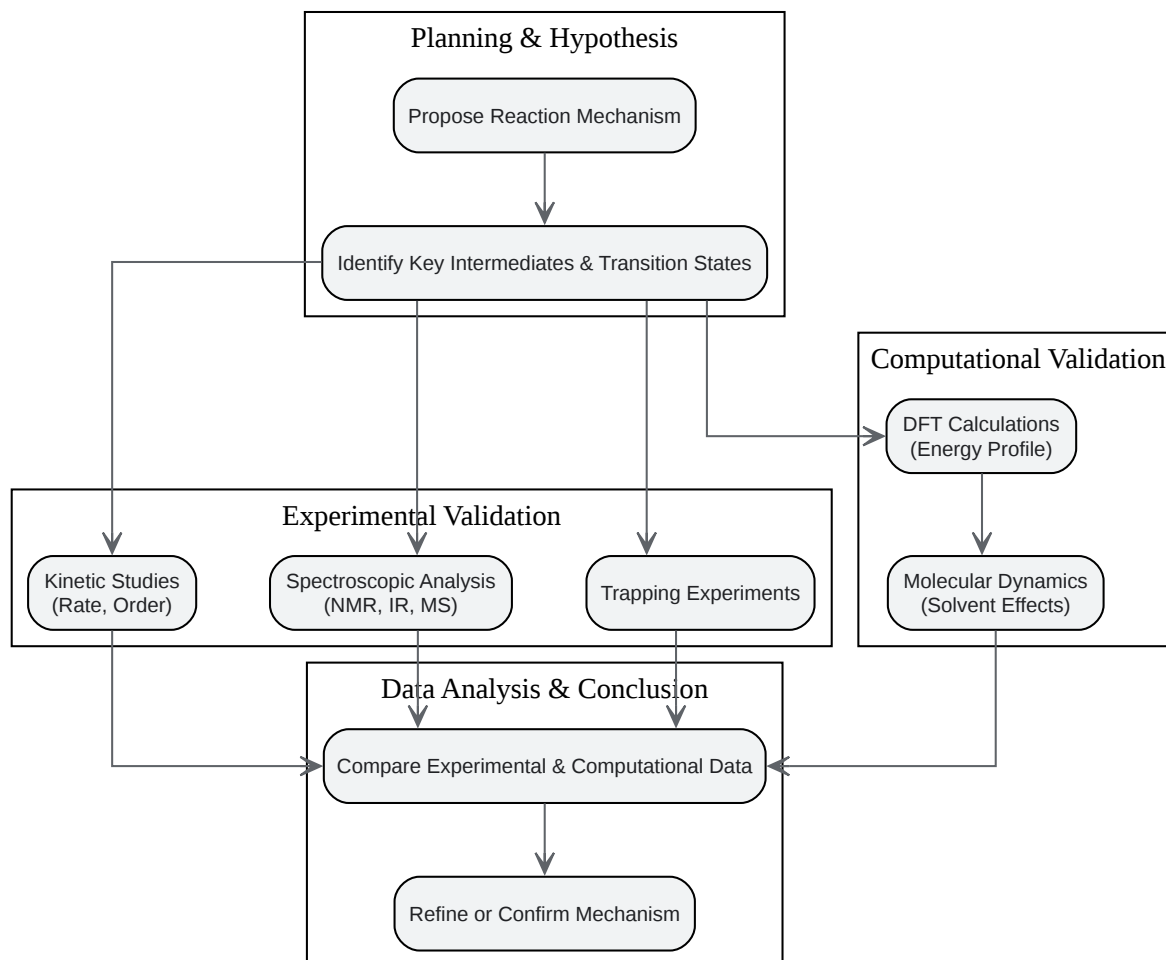 Planning & Hypothesis
Propose Reaction Mechanism
Identify Key Intermediates & Transition States
Computational Validation
DFT Calculations
(Energy Profile)
Experimental Validation
Kinetic Studies
(Rate, Order)
Spectroscopic Analysis
(NMR, IR, MS)
Trapping Experiments
Molecular Dynamics
(Solvent Effects)
Data Analysis & Conclusion
Compare Experimental & Computational Data
Refine or Confirm Mechanism